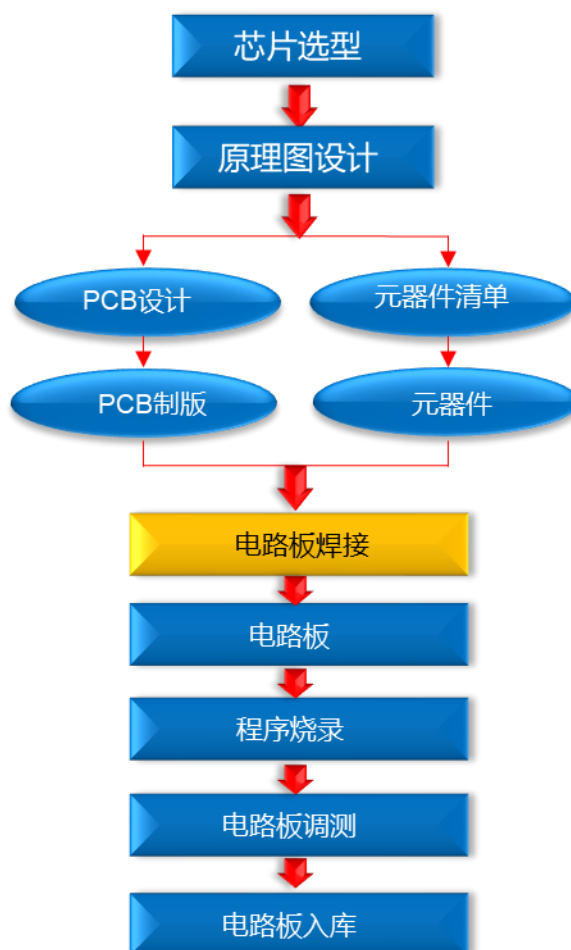 芯片选型
原理图设计
PCB设计
元器件清单
PCB制版
元器件
电路板焊接
电路板
程序烧录
电路板调测
电路板入库